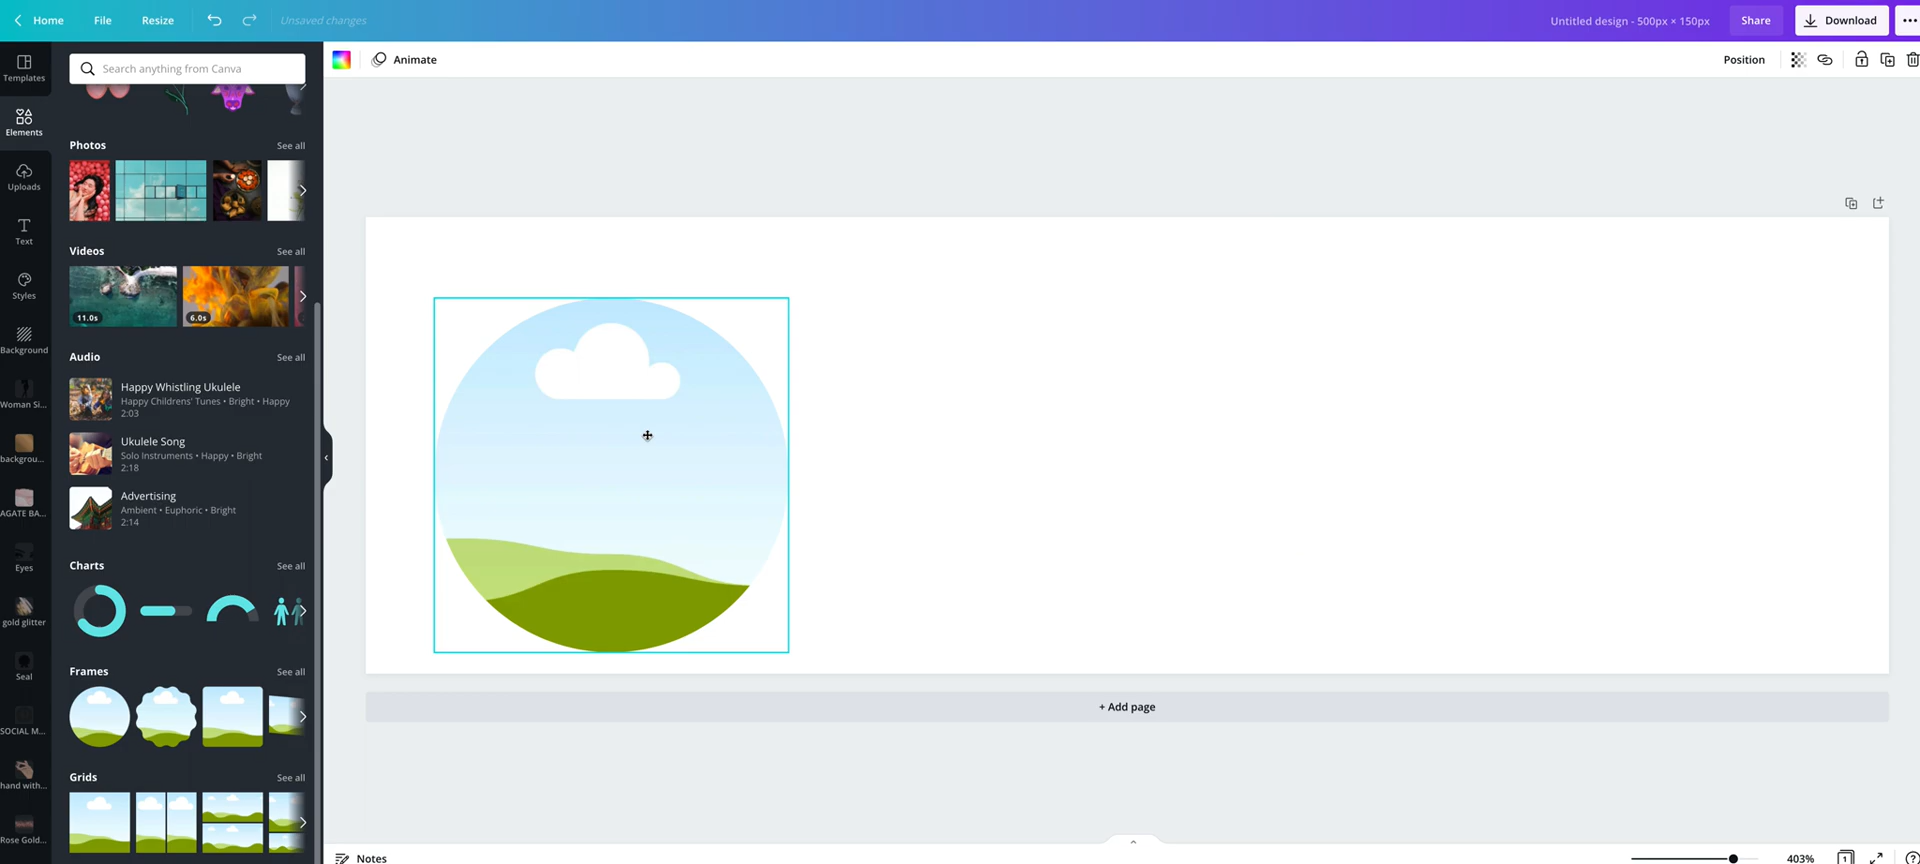 Home File Resize Unsaved changes Untitled design - 500px × 150px Share Download
Templates
Elements
Uploads
Text
Styles
Background
Woman Si...
backgrou...
AGATE BA...
Eyes
gold glitter
Seal
SOCIAL M...
hand with...
Rose Gold...
Search anything from Canva
Photos See all
Videos See all
11.0s 6.0s
Audio See all
Happy Whistling Ukulele
Happy Childrens' Tunes • Bright • Happy
2:03
Ukulele Song
Solo Instruments • Happy • Bright
2:18
Advertising
Ambient • Euphoric • Bright
2:14
Charts See all
Frames See all
Grids See all
Animate Position
+ Add page
Notes 403% 1